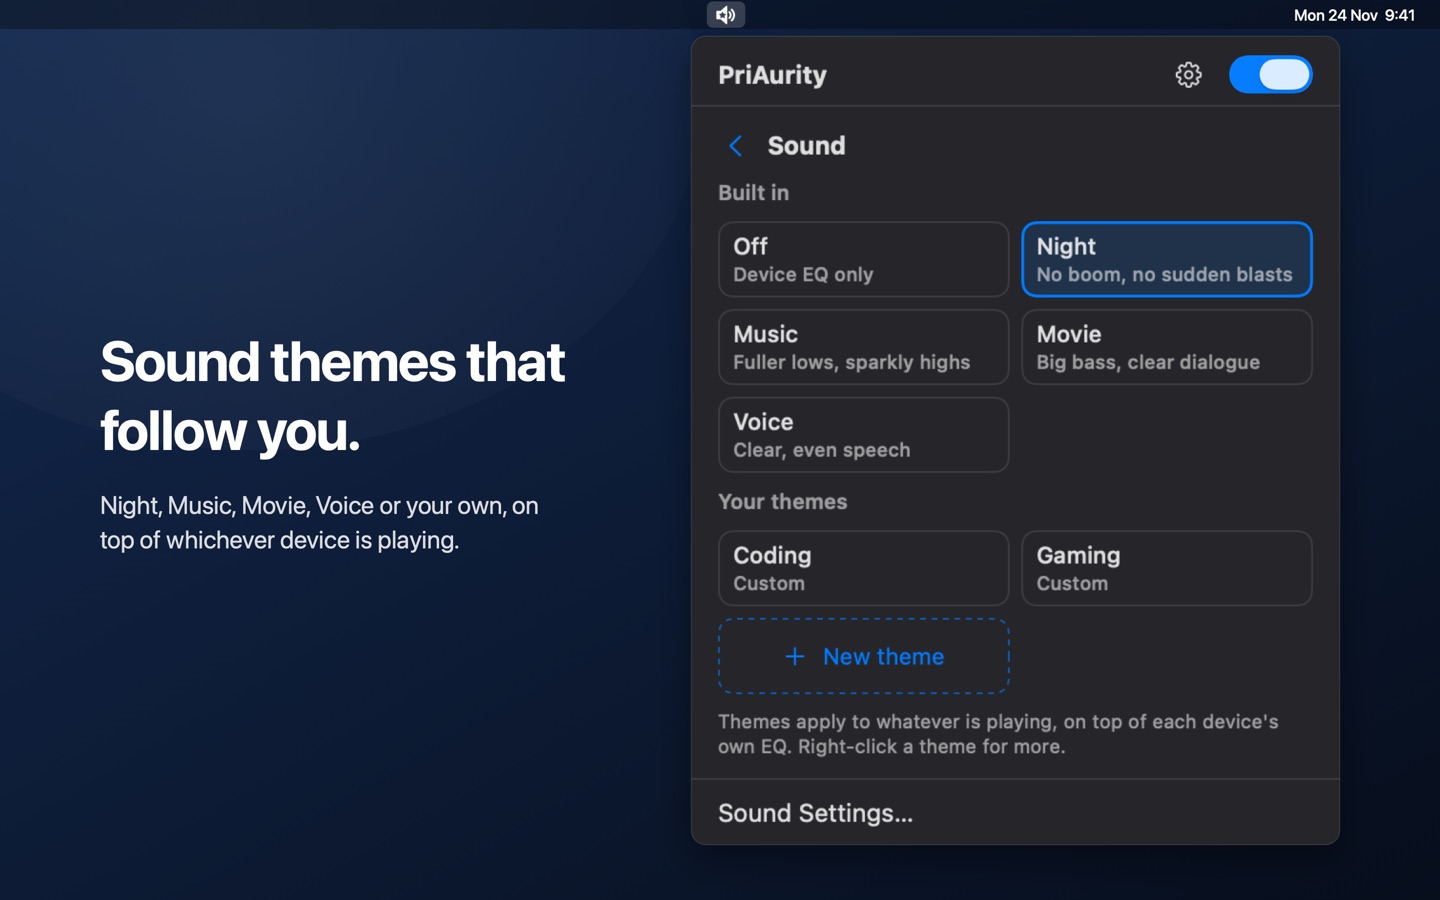 Mon 24 Nov 9:41
PriAurity
Sound
Built in
Off
Device EQ only
Night
No boom, no sudden blasts
Music
Fuller lows, sparkly highs
Movie
Big bass, clear dialogue
Voice
Clear, even speech
Your themes
Coding
Custom
Gaming
Custom
+ New theme
Themes apply to whatever is playing, on top of each device's
own EQ. Right-click a theme for more.
Sound Settings...
Sound themes that
follow you.
Night, Music, Movie, Voice or your own, on
top of whichever device is playing.